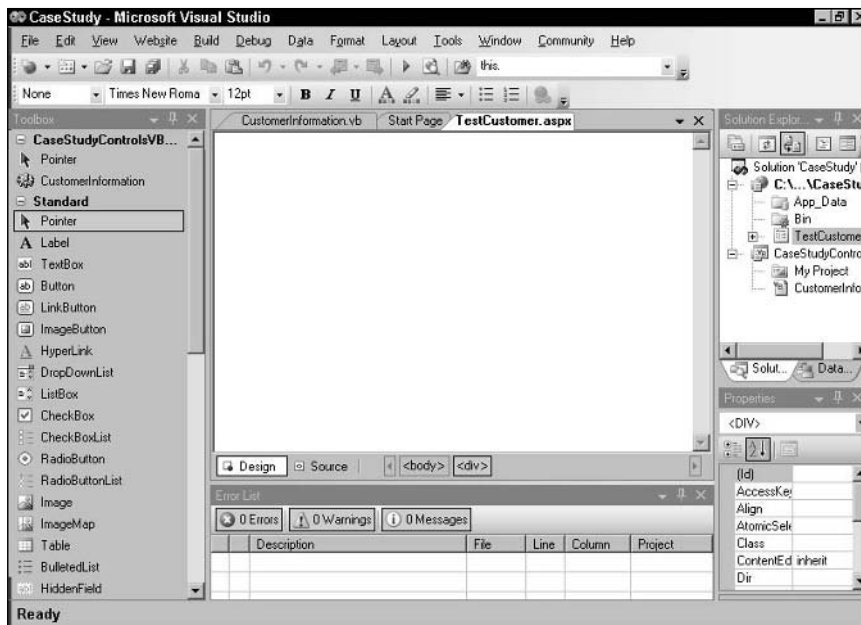 CaseStudy - Microsoft Visual Studio
File Edit View Website Build Debug Data Format Layout Tools Window Community Help
this.
None Times New Roma 12pt B I U
Toolbox
CaseStudyControlsVB...
Pointer
CustomerInformation
Standard
Pointer
A Label
abl TextBox
ab Button
ab LinkButton
ImageButton
A HyperLink
DropDownList
ListBox
CheckBox
CheckBoxList
RadioButton
RadioButtonList
Image
ImageMap
Table
BulletedList
HiddenField
CustomerInformation.vb Start Page TestCustomer.aspx
Design Source <body> <div>
Error List
0 Errors 0 Warnings 0 Messages
Description File Line Column Project
Solution Explor...
Solution 'CaseStudy'
C:\...\CaseStu
App_Data
Bin
TestCustome
CaseStudyContro
My Project
CustomerInfo
Solut... Data...
Properties
<DIV>
(Id)
AccessKey
Align
AtomicSele
Class
ContentEd inherit
Dir
Ready